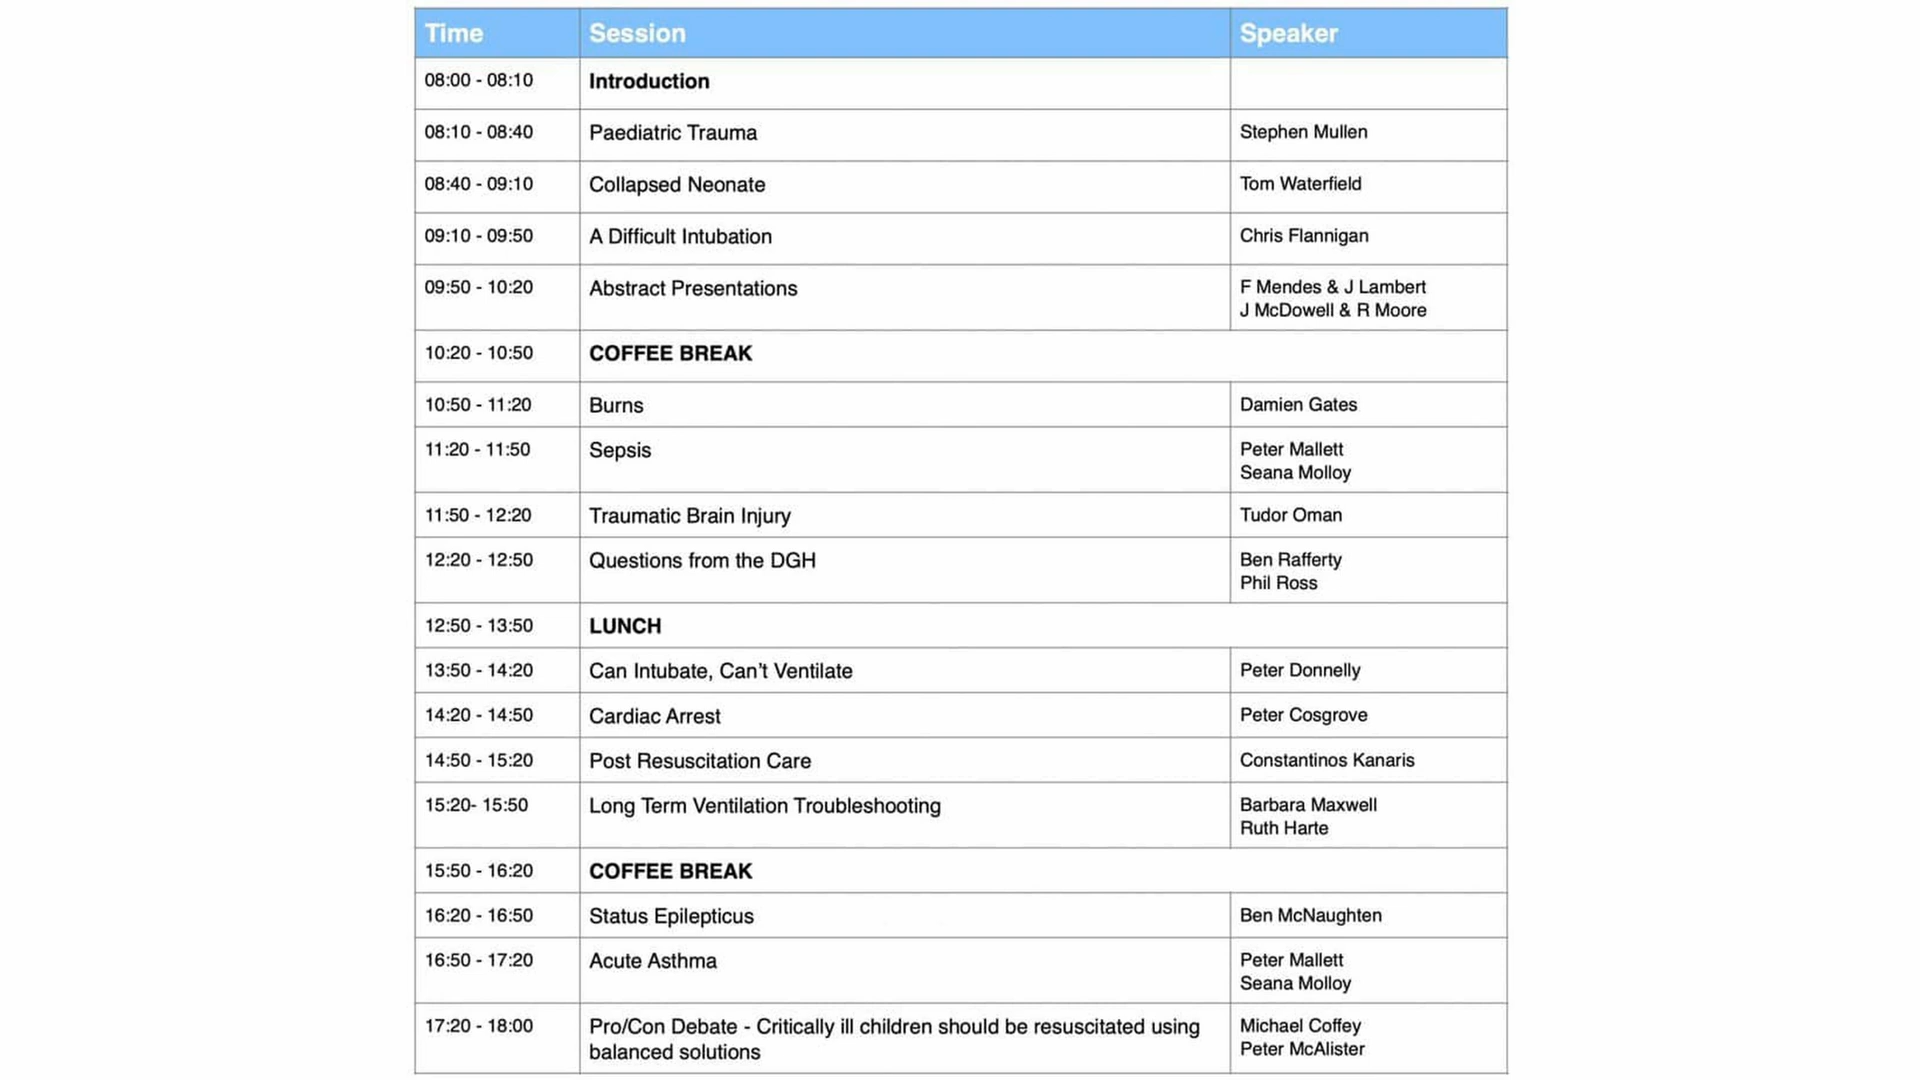 Time Session Speaker
08:00 - 08:10 Introduction
08:10 - 08:40 Paediatric Trauma Stephen Mullen
08:40 - 09:10 Collapsed Neonate Tom Waterfield
09:10 - 09:50 A Difficult Intubation Chris Flannigan
09:50 - 10:20 Abstract Presentations F Mendes & J Lambert
J McDowell & R Moore
10:20 - 10:50 COFFEE BREAK
10:50 - 11:20 Burns Damien Gates
11:20 - 11:50 Sepsis Peter Mallett
Seana Molloy
11:50 - 12:20 Traumatic Brain Injury Tudor Oman
12:20 - 12:50 Questions from the DGH Ben Rafferty
Phil Ross
12:50 - 13:50 LUNCH
13:50 - 14:20 Can Intubate, Can’t Ventilate Peter Donnelly
14:20 - 14:50 Cardiac Arrest Peter Cosgrove
14:50 - 15:20 Post Resuscitation Care Constantinos Kanaris
15:20- 15:50 Long Term Ventilation Troubleshooting Barbara Maxwell
Ruth Harte
15:50 - 16:20 COFFEE BREAK
16:20 - 16:50 Status Epilepticus Ben McNaughten
16:50 - 17:20 Acute Asthma Peter Mallett
Seana Molloy
17:20 - 18:00 Pro/Con Debate - Critically ill children should be resuscitated using Michael Coffey
balanced solutions Peter McAlister